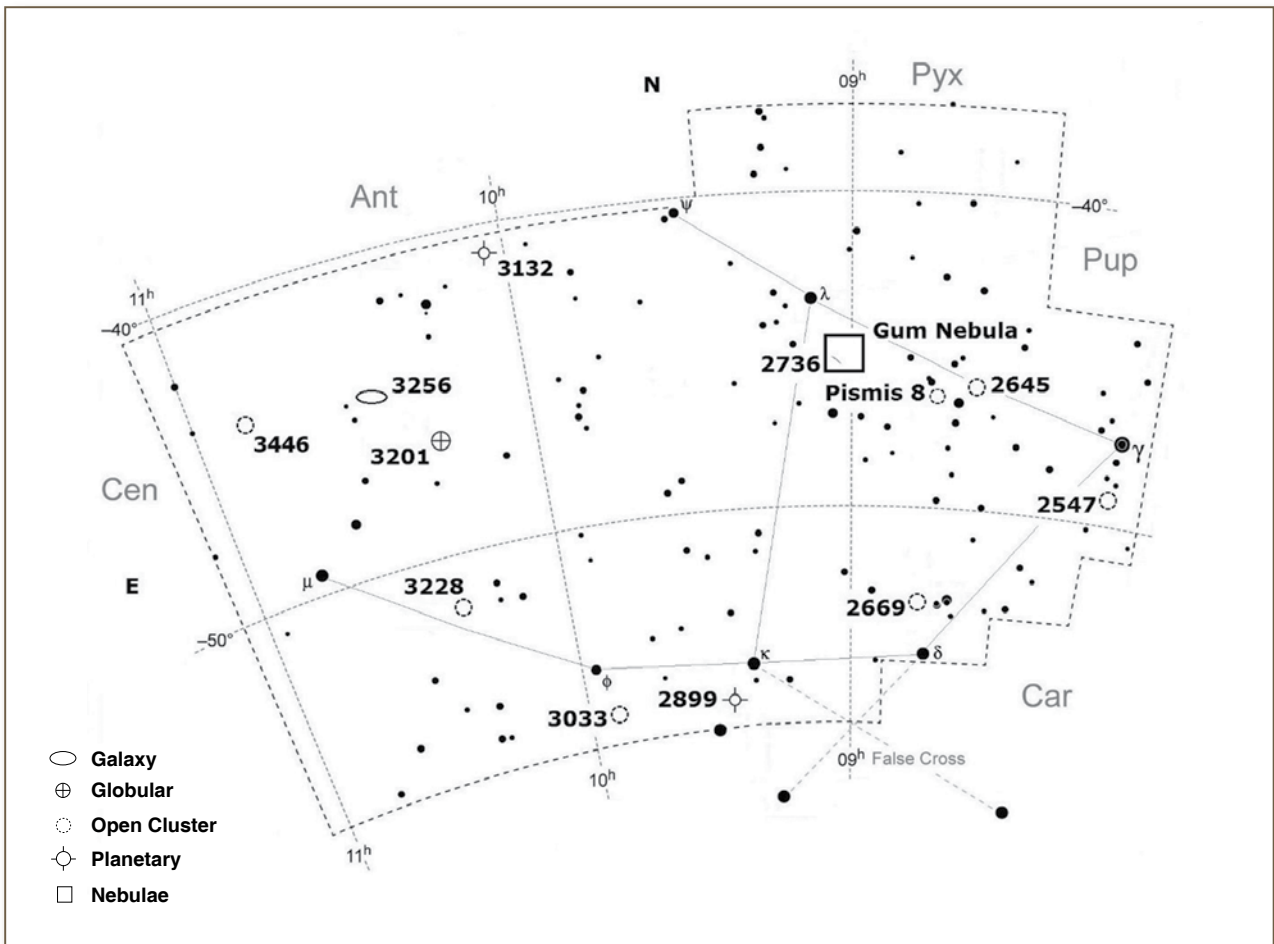 Pyx
09h
N
Ant
10h
ψ
–40°
3132
Pup
11h
–40°
λ
Gum Nebula
2736
3256
Pismis 8
2645
3446
3201
γ
Cen
2547
μ
E
3228
2669
–50°
κ
δ
φ
2899
Car
3033
09h
False Cross
10h
11h
Galaxy
Globular
Open Cluster
Planetary
Nebulae